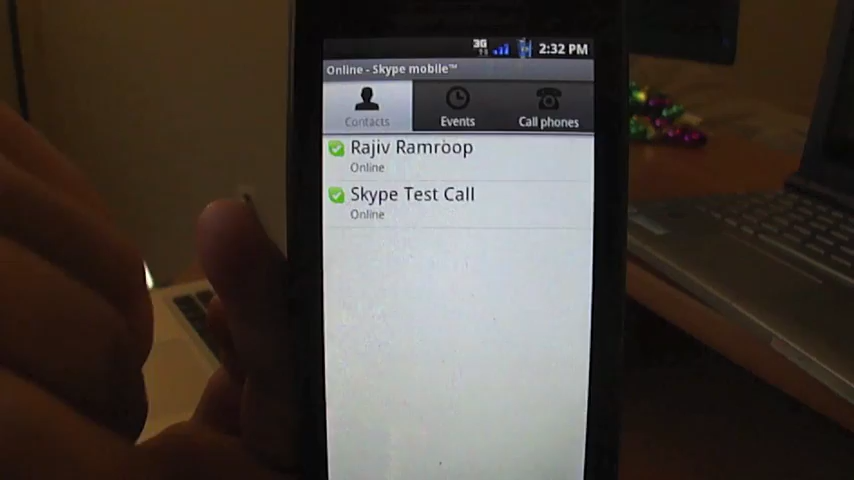 3G 2:32 PM
Online - Skype mobile™
Contacts Events Call phones
Rajiv Ramroop
Online
Skype Test Call
Online